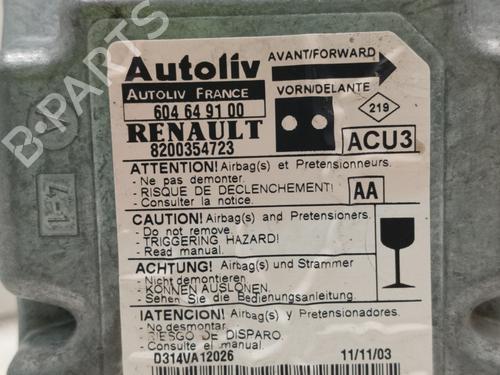 Autoliv
AVANT/FORWARD
AUTOLIV FRANCE
VORN/DELANTE
604 64 91 00
219
RENAULT
8200354723
ACU3
ATTENTION! Airbag(s) et Pretensionneurs.
- Ne pas demonter.
- RISQUE DE DECLENCHEMENT!
- Consulter la notice.
AA
CAUTION! Airbag(s) and Pretensioners.
- Do not remove.
- TRIGGERING HAZARD!
- Read manual.
ACHTUNG! Airbag(s) und Strammer
- Nicht demontieren
- KONNEN AUSLONEN.
- Sehen Sie die Bedienungsanleitung.
¡ATENCION! Airbag(s) y Pretensionadores.
- No desmontar.
- RIESGO DE DISPARO.
- Consulte el manual.
D314VA12026
11/11/03
B-PARTS
4-1